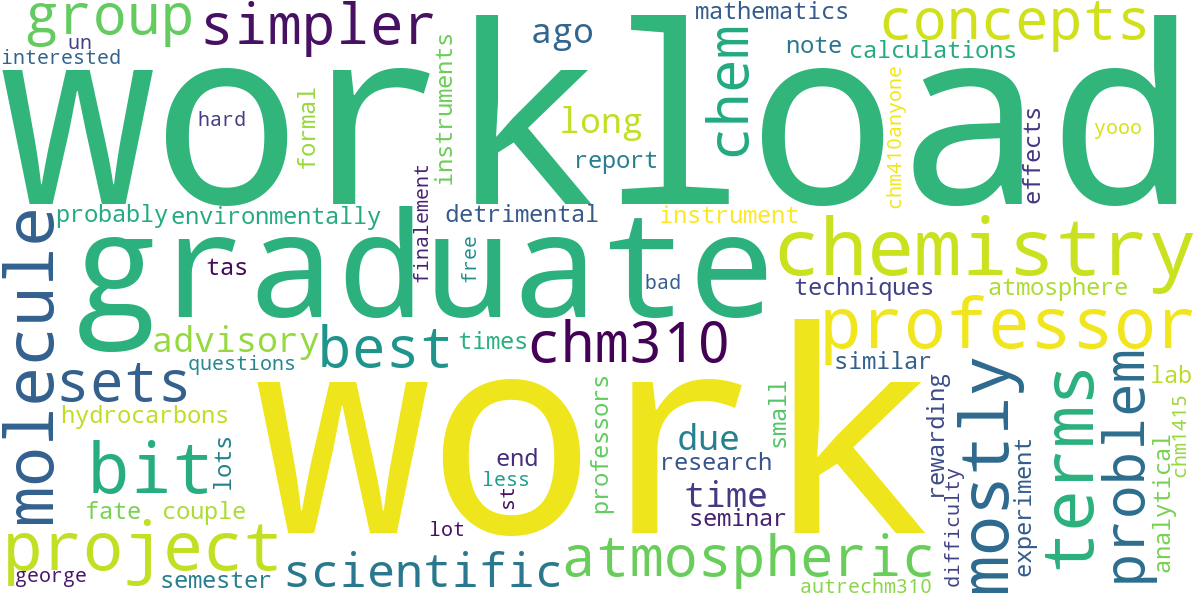 group
simpler
ago
mathematics
concepts
un
interested
chem
note
calculations
workload
hard
formal
instruments
long
report
chm410anyone
effects
yooo
molecule
probably
environmentally
finalement
detrimental
instrument
graduate
free
chemistry
tas
bad
techniques
atmosphere
professor
advisory
best
times
chm310
similar
questions
sets
work
professors
small
rewarding
mostly
terms
problem
lab
hydrocarbons
bit
lots
due
end
research
less
st
time
difficulty
experiment
analytical
chm1415
fate
couple
seminar
lot
project
george
semester
scientific
atmospheric
autrechm310